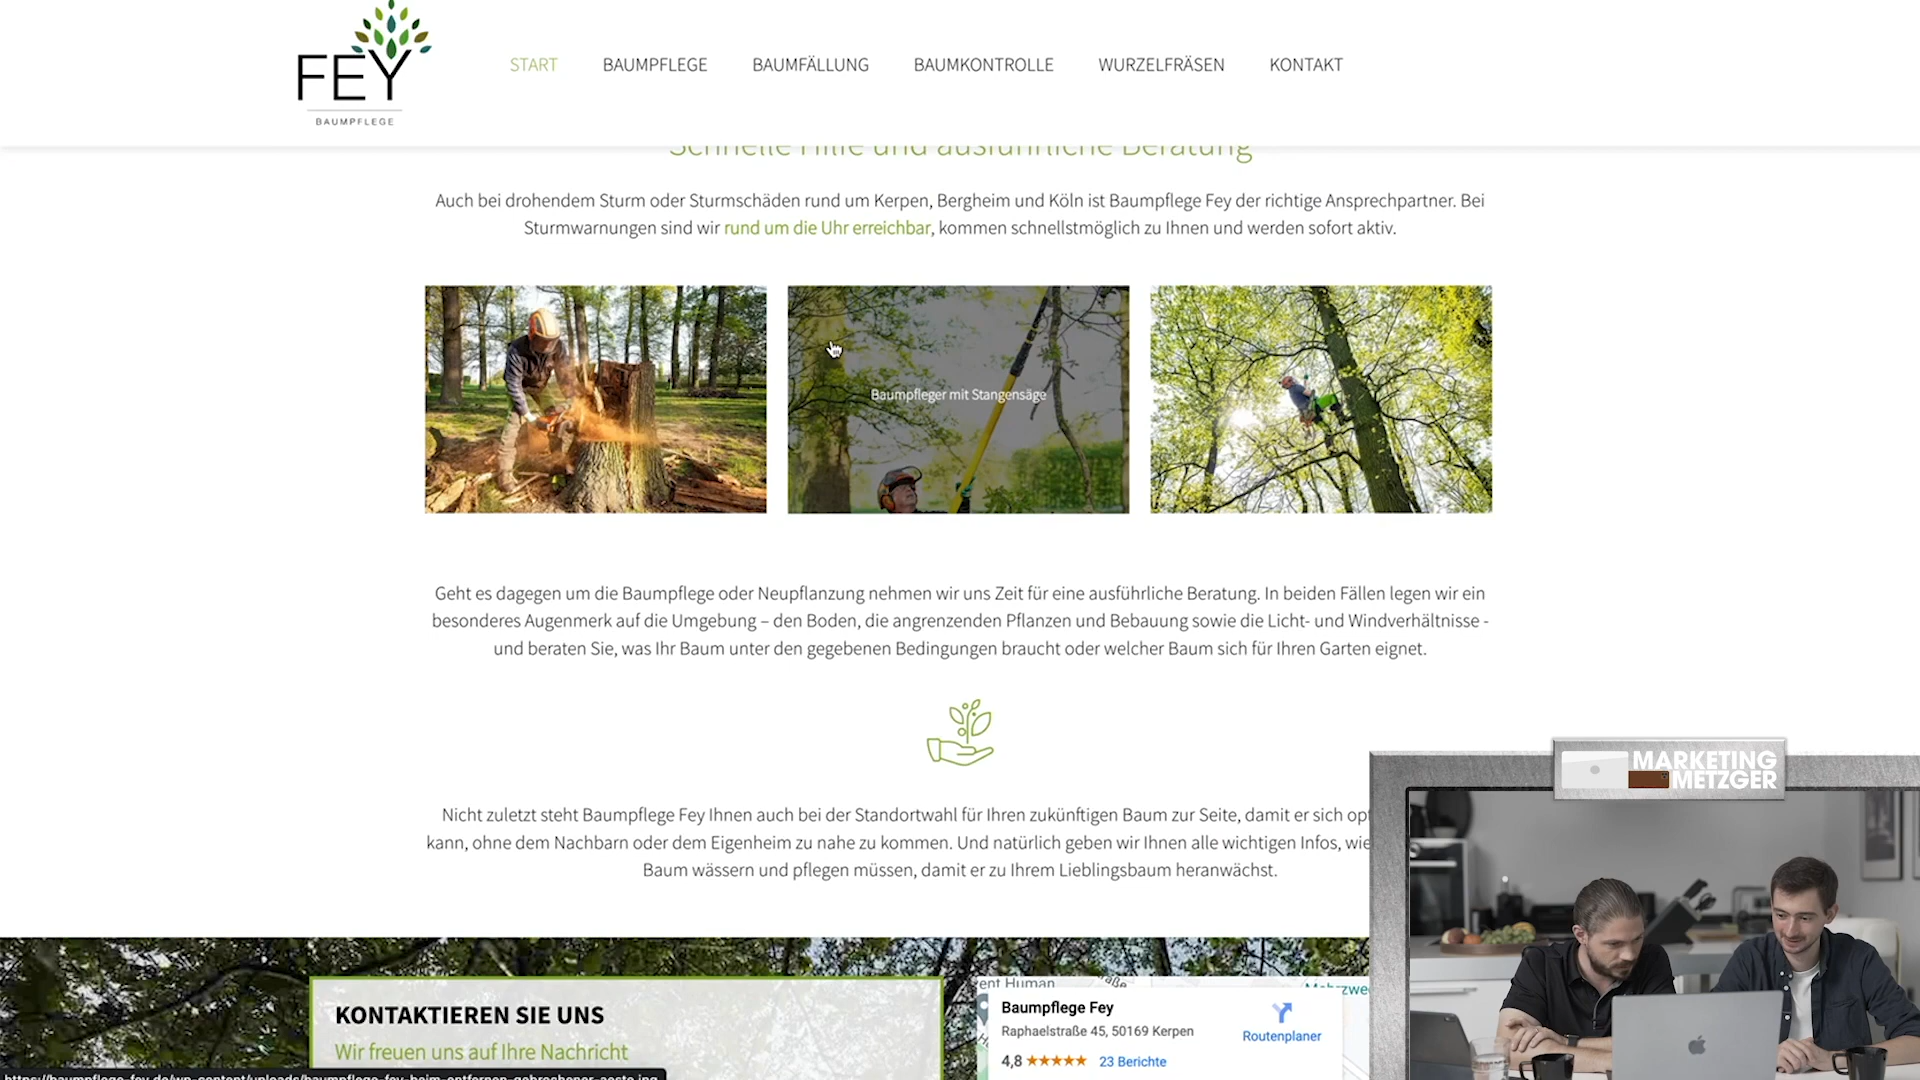 FEY
BAUMPFLEGE
START BAUMPFLEGE BAUMFÄLLUNG BAUMKONTROLLE WURZELFRÄSEN KONTAKT
Schnelle Hilfe und ausführliche Beratung
Auch bei drohendem Sturm oder Sturmschäden rund um Kerpen, Bergheim und Köln ist Baumpflege Fey der richtige Ansprechpartner. Bei
Sturmwarnungen sind wir rund um die Uhr erreichbar, kommen schnellstmöglich zu Ihnen und werden sofort aktiv.
Baumpfleger mit Stangensäge
Geht es dagegen um die Baumpflege oder Neupflanzung nehmen wir uns Zeit für eine ausführliche Beratung. In beiden Fällen legen wir ein
besonderes Augenmerk auf die Umgebung – den Boden, die angrenzenden Pflanzen und Bebauung sowie die Licht- und Windverhältnisse -
und beraten Sie, was Ihr Baum unter den gegebenen Bedingungen braucht oder welcher Baum sich für Ihren Garten eignet.
Nicht zuletzt steht Baumpflege Fey Ihnen auch bei der Standortwahl für Ihren zukünftigen Baum zur Seite, damit er sich opt
kann, ohne dem Nachbarn oder dem Eigenheim zu nahe zu kommen. Und natürlich geben wir Ihnen alle wichtigen Infos, wie
Baum wässern und pflegen müssen, damit er zu Ihrem Lieblingsbaum heranwächst.
MARKETING
METZGER
KONTAKTIEREN SIE UNS
Wir freuen uns auf Ihre Nachricht
Baumpflege Fey
Raphaelstraße 45, 50169 Kerpen
4,8 ★★★★★ 23 Berichte
Routenplaner